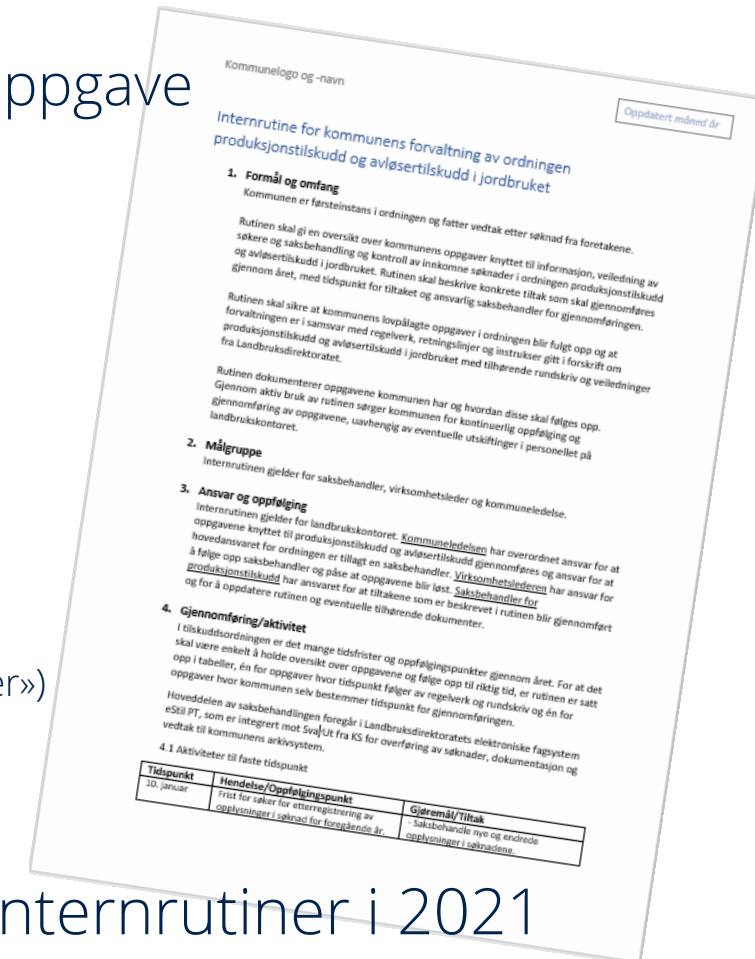 ppgave
Kommunelogo og -navn
Oppdatert måned år
Internrutine for kommunens forvaltning av ordningen
produksjonstilskudd og avløsertilskudd i jordbruket
1. Formål og omfang
Kommunen er førsteinstans i ordningen og fatter vedtak etter søknad fra foretakene.
Rutinen skal gi en oversikt over kommunens oppgaver knyttet til informasjon, veiledning av
søkere og saksbehandling og kontroll av innkomne søknader i ordningen produksjonstilskudd
og avløsertilskudd i jordbruket. Rutinen skal beskrive konkrete tiltak som skal gjennomføres
gjennom året, med tidspunkt for tiltaket og ansvarlig saksbehandler for gjennomføringen.
Rutinen skal sikre at kommunens lovpålagte oppgaver i ordningen blir fulgt opp og at
forvaltningen er i samsvar med regelverk, retningslinjer og instrukser gitt i forskrift om
produksjonstilskudd og avløsertilskudd i jordbruket med tilhørende rundskriv og veiledninger
fra Landbruksdirektoratet.
Rutinen dokumenterer oppgavene kommunen har og hvordan disse skal følges opp.
Gjennom aktiv bruk av rutinen sørger kommunen for kontinuerlig oppfølging og
gjennomføring av oppgavene, uavhengig av eventuelle utskiftinger i personellet på
landbrukskontoret.
2. Målgruppe
Internrutinen gjelder for saksbehandler, virksomhetsleder og kommuneledelse.
3. Ansvar og oppfølging
Internrutinen gjelder for landbrukskontoret. Kommuneledelsen har overordnet ansvar for at
oppgavene knyttet til produksjonstilskudd og avløsertilskudd gjennomføres og ansvar for at
hovedansvaret for ordningen er tillagt en saksbehandler. Virksomhetslederen har ansvar for
å følge opp saksbehandler og påse at oppgavene blir løst. Saksbehandler for
produksjonstilskudd har ansvaret for at tiltakene som er beskrevet i rutinen blir gjennomført
og for å oppdatere rutinen og eventuelle tilhørende dokumenter.
4. Gjennomføring/aktivitet
I tilskuddsordningen er det mange tidsfrister og oppfølgingspunkter gjennom året. For at det
skal være enkelt å holde oversikt over oppgavene og følge opp til riktig tid, er rutinen er satt
opp i tabeller, én for oppgaver hvor tidspunkt følger av regelverk og rundskriv og én for
oppgaver hvor kommunen selv bestemmer tidspunkt for gjennomføringen.
er»)
Hoveddelen av saksbehandlingen foregår i Landbruksdirektoratets elektroniske fagsystem
eStil PT, som er integrert mot SvarUt fra KS for overføring av søknader, dokumentasjon og
vedtak til kommunens arkivsystem.
4.1 Aktiviteter til faste tidspunkt
Tidspunkt Hendelse/Oppfølgingspunkt Gjøremål/Tiltak
10. januar Frist for søker for etterregistrering av - Saksbehandle nye og endrede
opplysninger i søknad for foregående år. opplysninger i søknadene.
nternrutiner i 2021